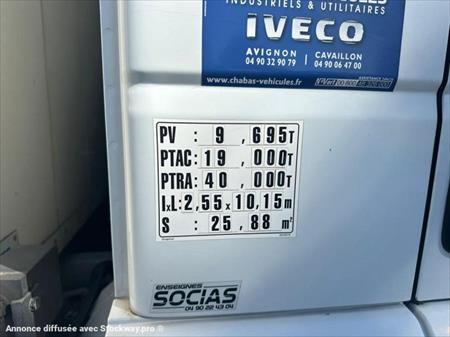 INDUSTRIELS & UTILITAIRES
IVECO
AVIGNON CAVAILLON
04 90 32 90 79 04 90 06 47 00
www.chabas-vehicules.fr
PV : 9,695T
PTAC: 19,000T
PTRA: 40,000T
IxL: 2,55 x 10,15 m
S : 25,88 m²
ENSEIGNES
SOCIAS
04 90 22 43 04
Annonce diffusée avec Stockway.pro ®